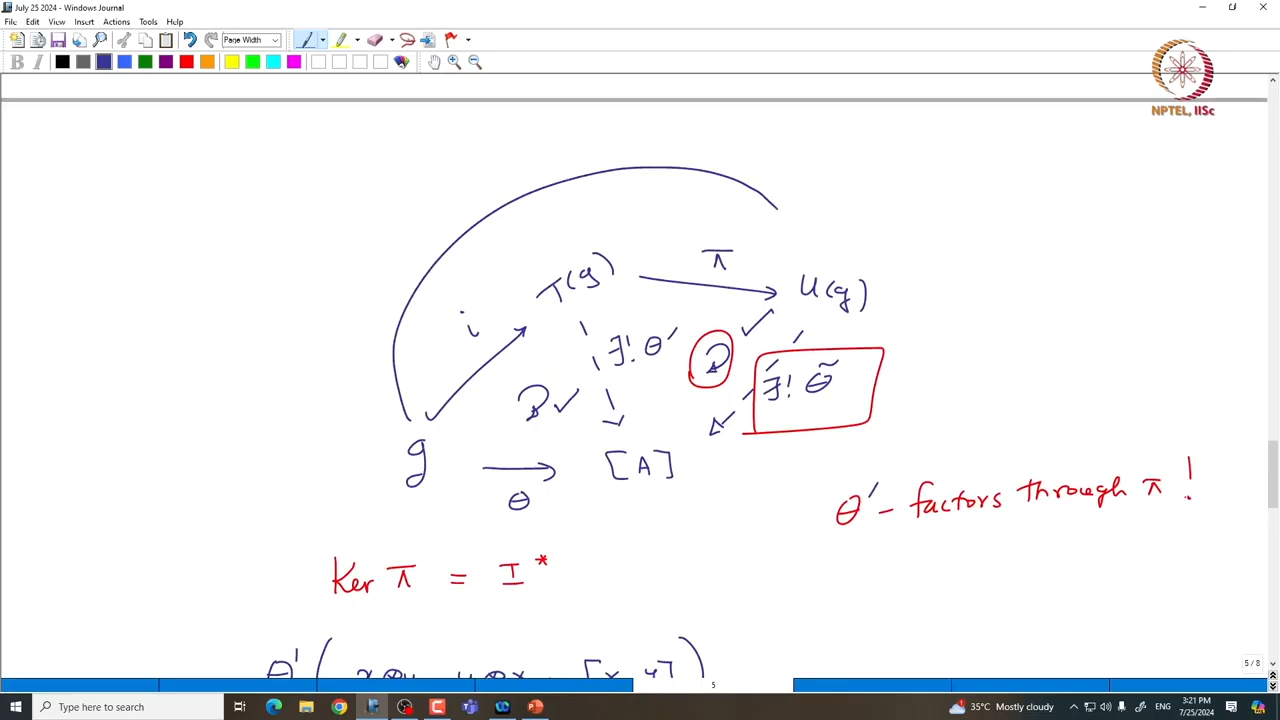 July 25 2024 - Windows Journal
File Edit View Insert Actions Tools Help
Page Width
B I
NPTEL, IISc
π
T(g) U(g)
i
∃! θ′ ∃! θ̃
g θ [A]
θ′ - factors through π !
Ker π = I*
θ′ ( x⊗y - y⊗x - [x, y] )
5 / 8
5
Type here to search
35°C Mostly cloudy
ENG
3:21 PM
7/25/2024